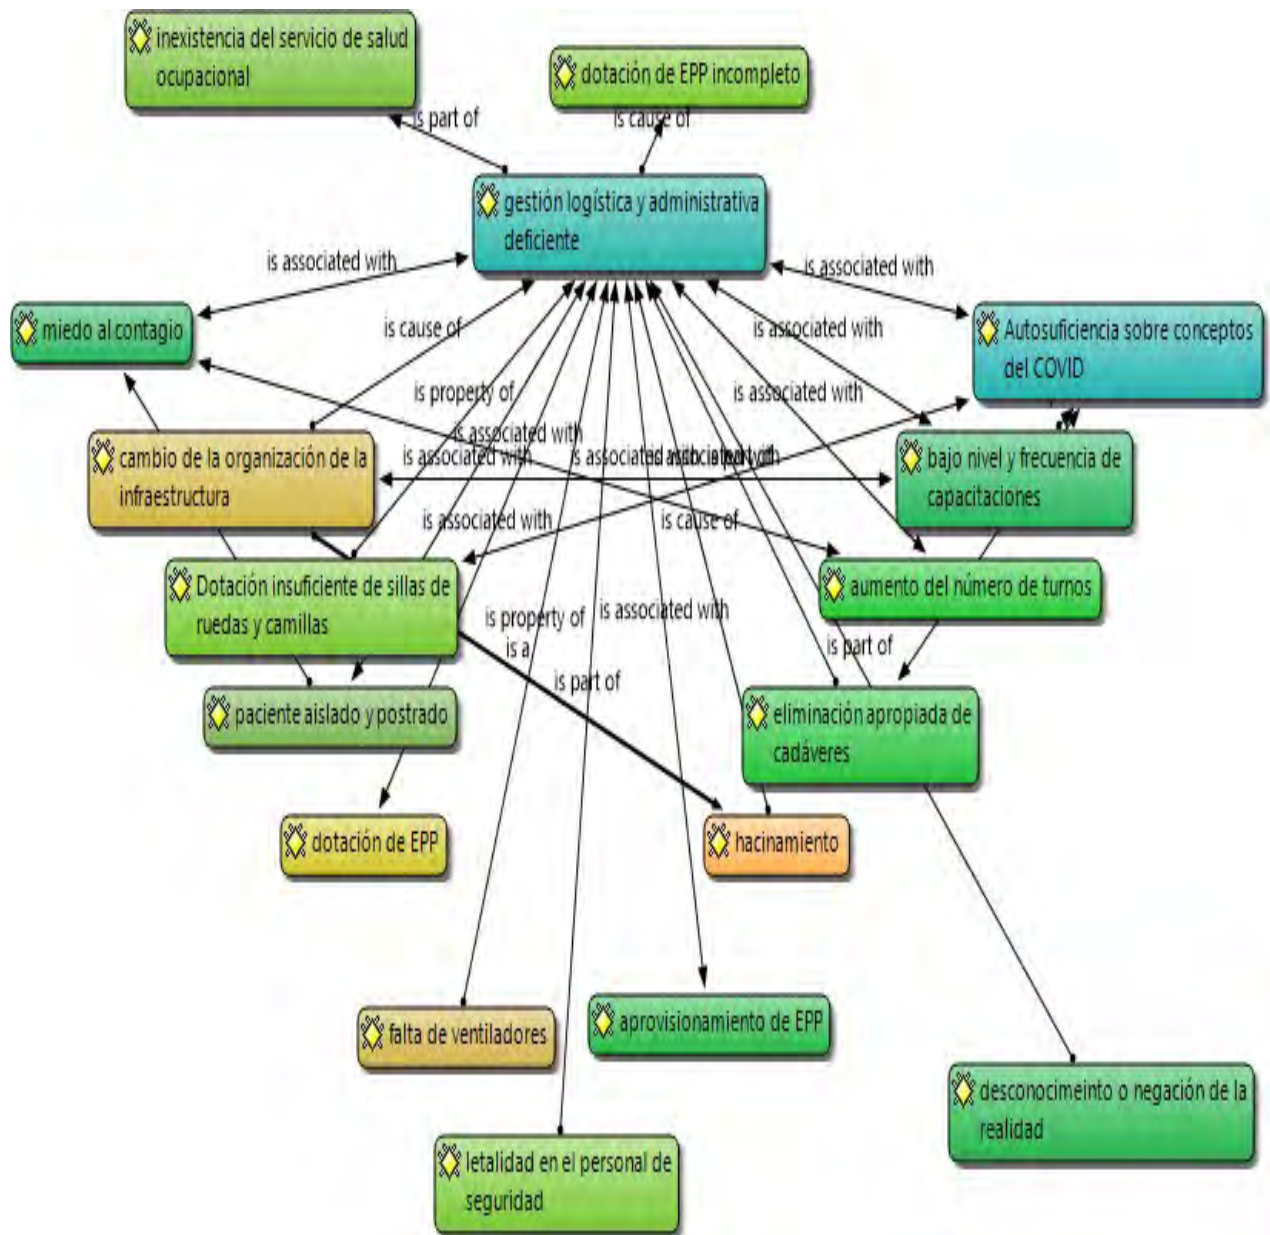 inexistencia del servicio de salud
ocupacional
dotación de EPP incompleto
is part of
is cause of
gestión logística y administrativa
deficiente
is associated with
is associated with
miedo al contagio
is cause of
is associated with
Autosuficiencia sobre conceptos
del COVID
is property of
is associated with
is associated with
cambio de la organización de la
infraestructura
is associated with
is associated with
is part of
bajo nivel y frecuencia de
capacitaciones
is associated with
is cause of
Dotación insuficiente de sillas de
ruedas y camillas
aumento del número de turnos
is property of
is associated with
is a
is part of
is part of
paciente aislado y postrado
eliminación apropiada de
cadáveres
dotación de EPP
hacinamiento
falta de ventiladores
aprovisionamiento de EPP
desconocimeinto o negación de la
realidad
letalidad en el personal de
seguridad